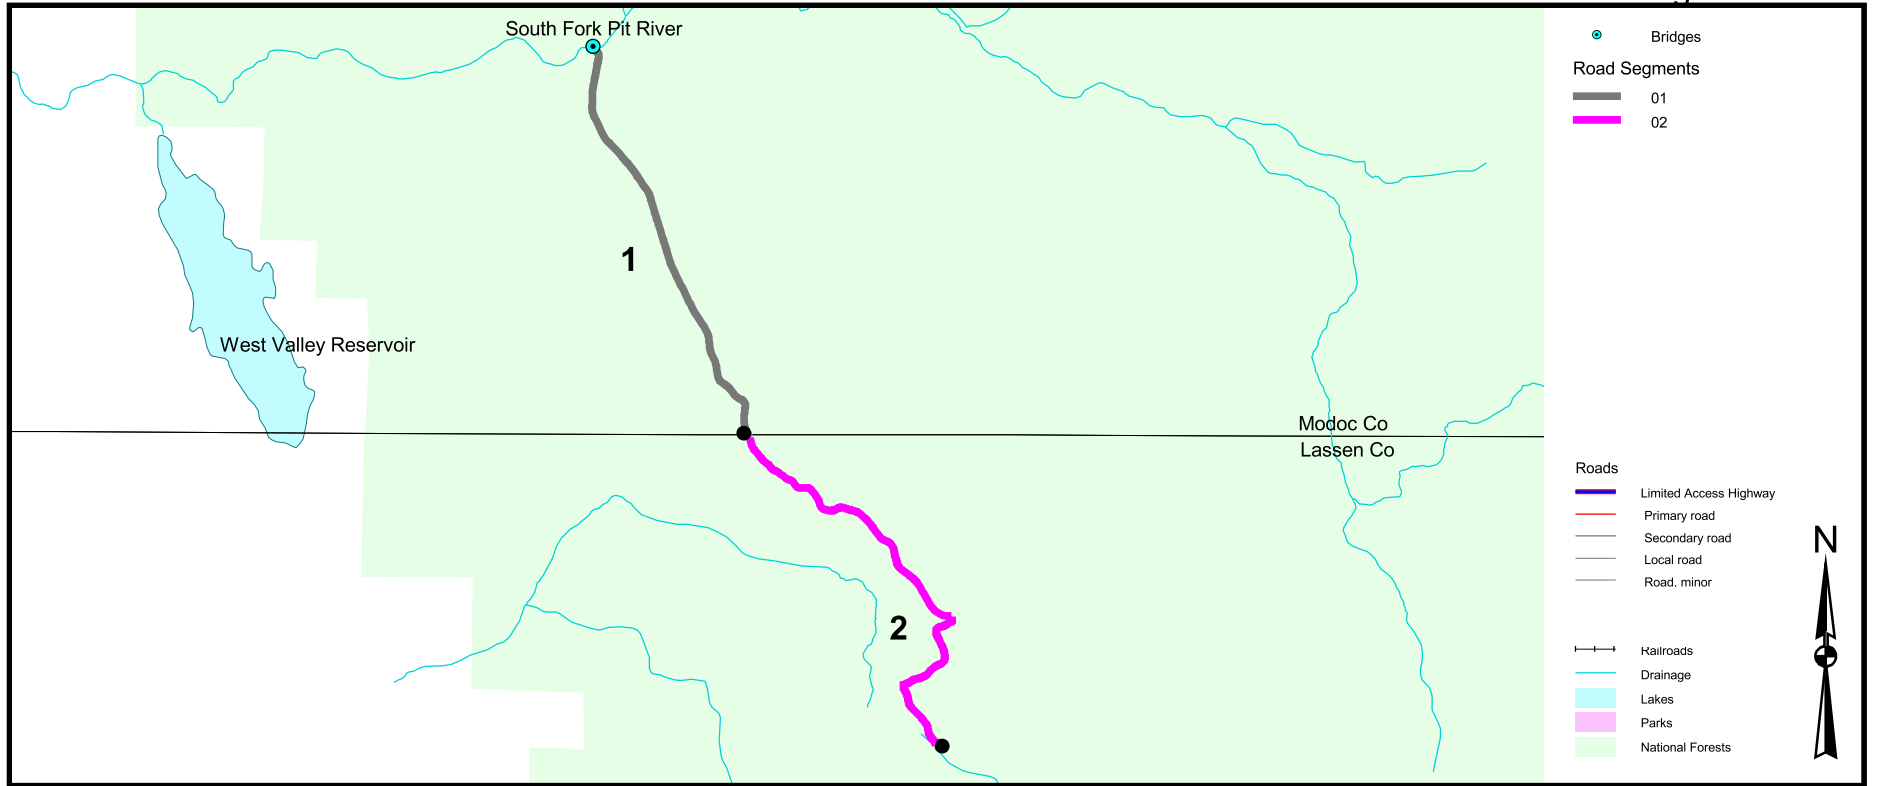 South Fork Pit River
1
West Valley Reservoir
Modoc Co
Lassen Co
2
Bridges
Road Segments
01
02
Roads
Limited Access Highway
Primary road
Secondary road
Local road
Road, minor
N
Railroads
Drainage
Lakes
Parks
National Forests